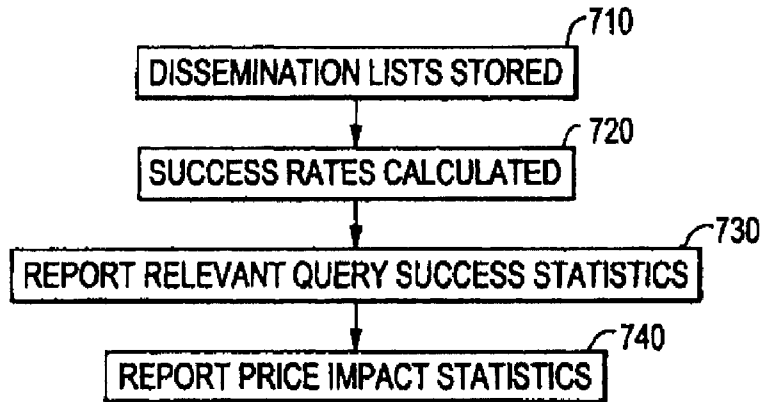 710
DISSEMINATION LISTS STORED
720
SUCCESS RATES CALCULATED
730
REPORT RELEVANT QUERY SUCCESS STATISTICS
740
REPORT PRICE IMPACT STATISTICS